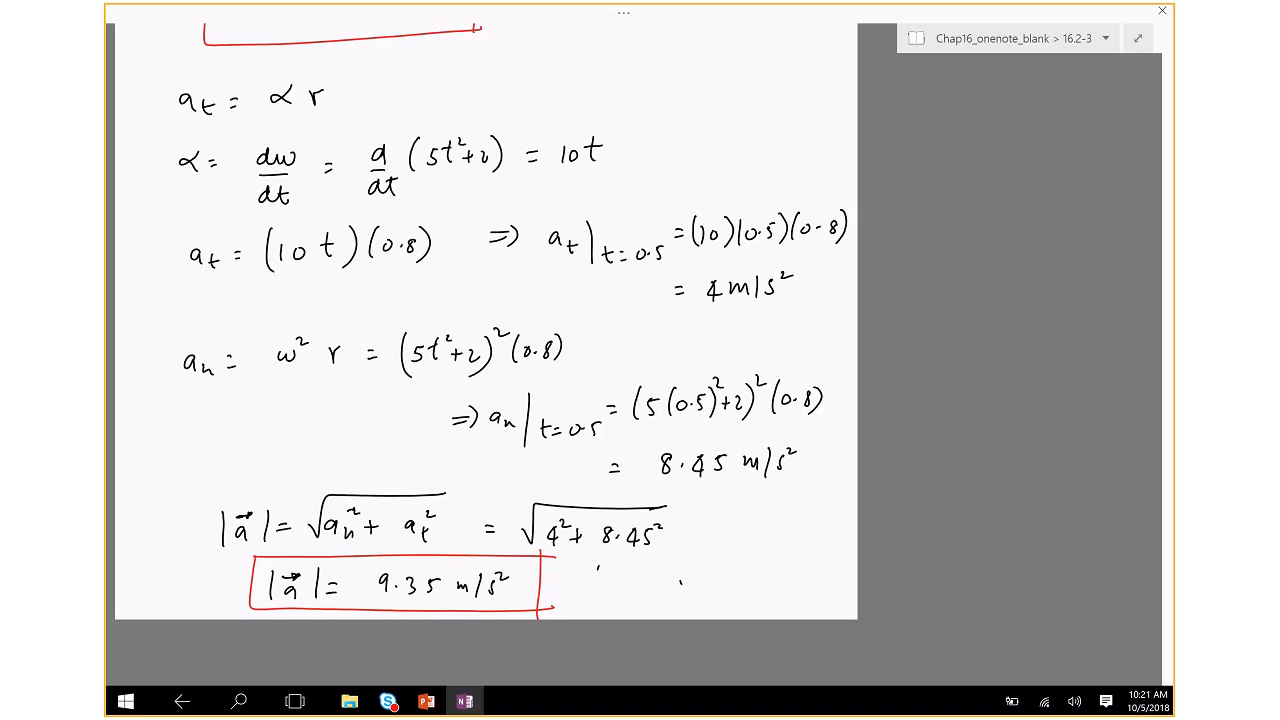 Chap16_onenote_blank > 16.2-3
a_t = α r
α = dω/dt = d/dt (5t²+2) = 10t
a_t = (10 t)(0.8) => a_t|t=0.5 = (10)(0.5)(0.8)
= 4 m/s²
a_n = ω² r = (5t²+2)²(0.8)
=> a_n|t=0.5 = (5(0.5)²+2)²(0.8)
= 8.45 m/s²
|a⃗| = √(a_n² + a_t²) = √(4² + 8.45²)
|a⃗| = 9.35 m/s²
10:21 AM
10/5/2018